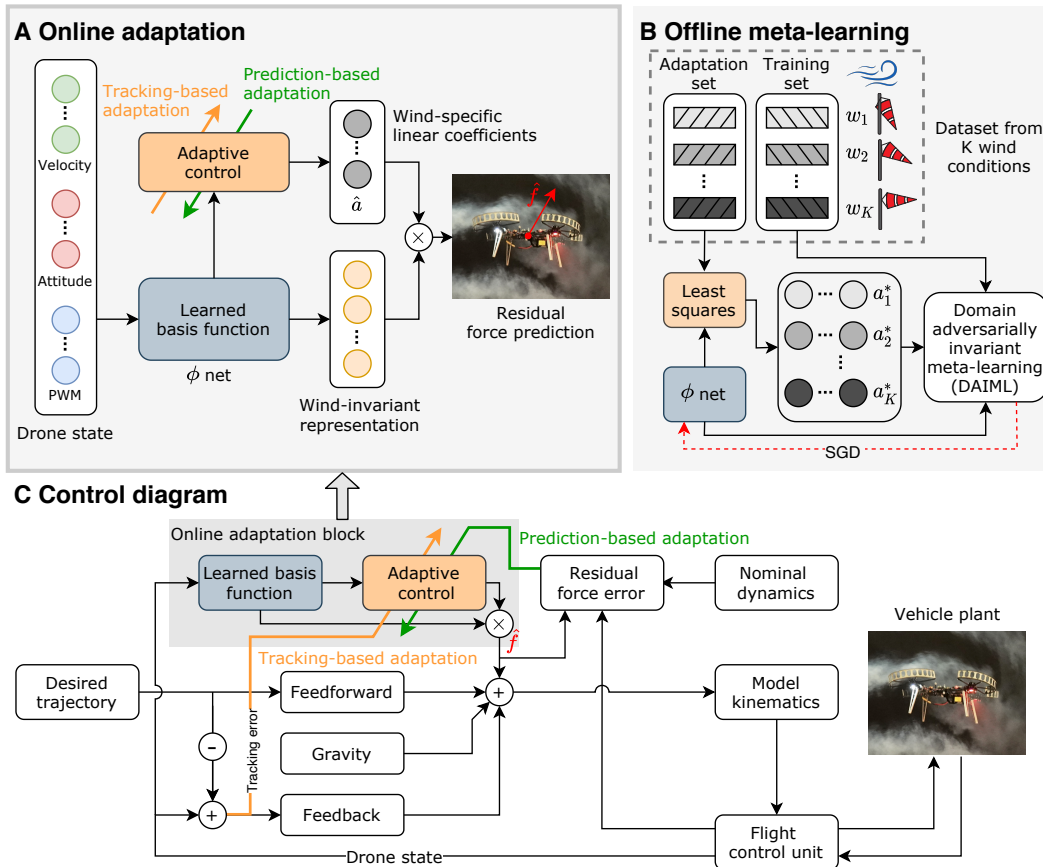 A Online adaptation
Tracking-based
adaptation
Prediction-based
adaptation
Velocity
Attitude
PWM
Drone state
Adaptive
control
Learned
basis function
ϕ net
Wind-specific
linear coefficients
â
×
Wind-invariant
representation
f̂
Residual
force prediction
B Offline meta-learning
Adaptation
set
Training
set
w₁
w₂
w_K
Dataset from
K wind
conditions
Least
squares
ϕ net
a₁*
a₂*
a_K*
Domain
adversarially
invariant
meta-learning
(DAIML)
SGD
C Control diagram
Online adaptation block
Learned basis
function
Adaptive
control
×
f̂
Prediction-based adaptation
Tracking-based adaptation
Residual
force error
Nominal
dynamics
Vehicle plant
Desired
trajectory
Feedforward
+
Model
kinematics
-
Tracking error
Gravity
+
Feedback
Flight
control unit
Drone state